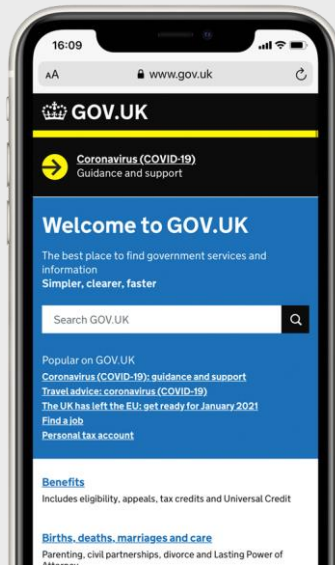 16:09
AA www.gov.uk
GOV.UK
Coronavirus (COVID-19)
Guidance and support
Welcome to GOV.UK
The best place to find government services and
information
Simpler, clearer, faster
Search GOV.UK
Popular on GOV.UK
Coronavirus (COVID-19): guidance and support
Travel advice: coronavirus (COVID-19)
The UK has left the EU: get ready for January 2021
Find a job
Personal tax account
Benefits
Includes eligibility, appeals, tax credits and Universal Credit
Births, deaths, marriages and care
Parenting, civil partnerships, divorce and Lasting Power of
Attorney